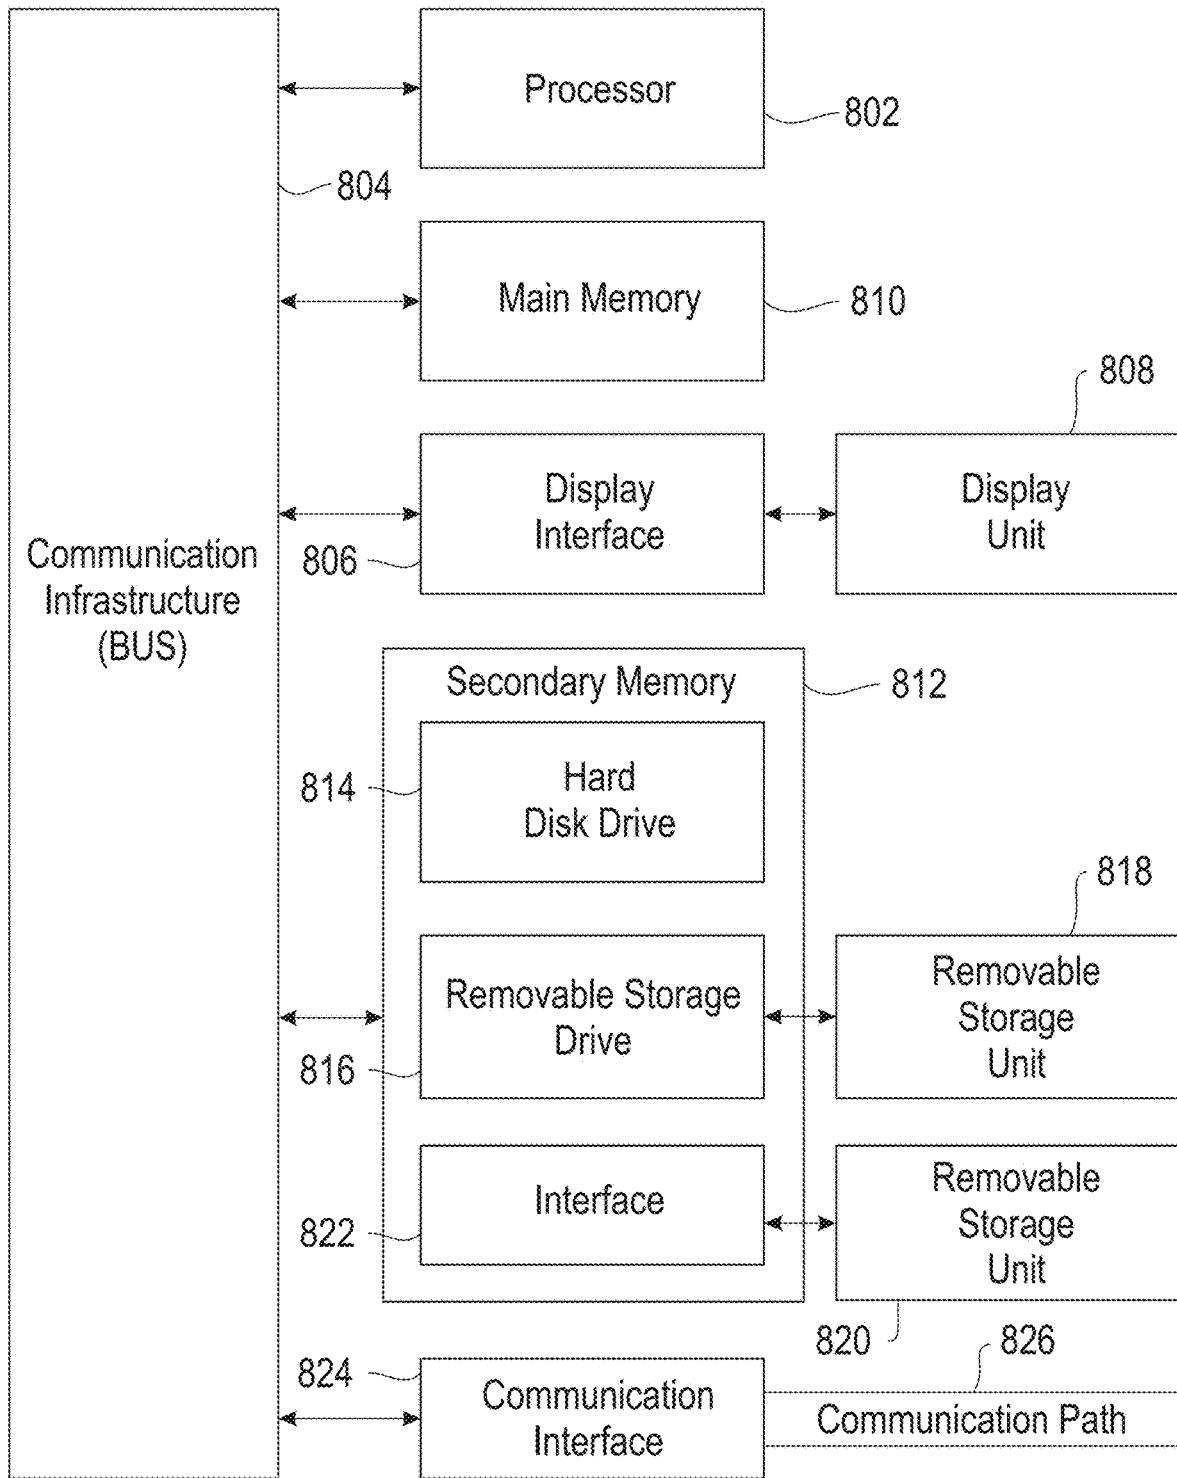 Processor
802
804
Main Memory
810
808
Display
Interface
806
Display
Unit
Communication
Infrastructure
(BUS)
Secondary Memory
812
814
Hard
Disk Drive
818
Removable Storage
Drive
816
Removable
Storage
Unit
Interface
822
Removable
Storage
Unit
820
826
824
Communication
Interface
Communication Path